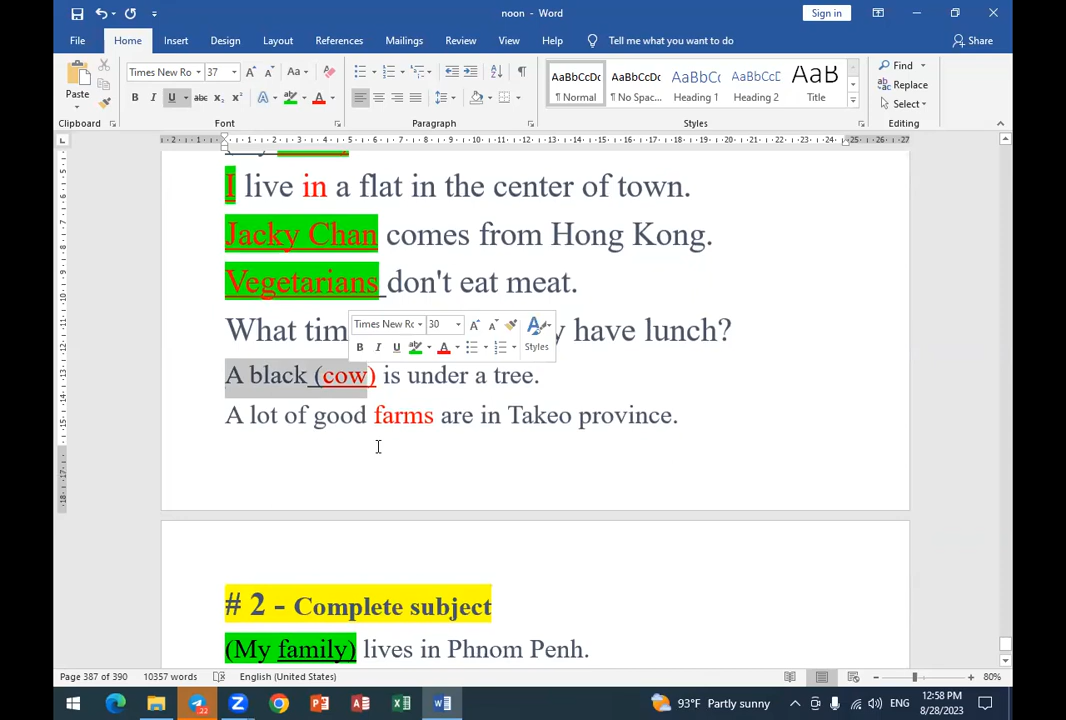 noon - Word
Sign in
File Home Insert Design Layout References Mailings Review View Help Tell me what you want to do Share
Times New Ro 37 Aa
Paste
AaBbCcDc AaBbCcDc AaBbCc AaBbCcD AaBb
Normal No Spac... Heading 1 Heading 2 Title
Find
Replace
Select
Clipboard Font Paragraph Styles Editing
I live in a flat in the center of town.
Jacky Chan comes from Hong Kong.
Vegetarians don't eat meat.
What tim y have lunch?
Times New Ro 30
Styles
A black (cow) is under a tree.
A lot of good farms are in Takeo province.
# 2 - Complete subject
(My family) lives in Phnom Penh.
Page 387 of 390 10357 words English (United States) 80%
22
93°F Partly sunny
12:58 PM
8/28/2023